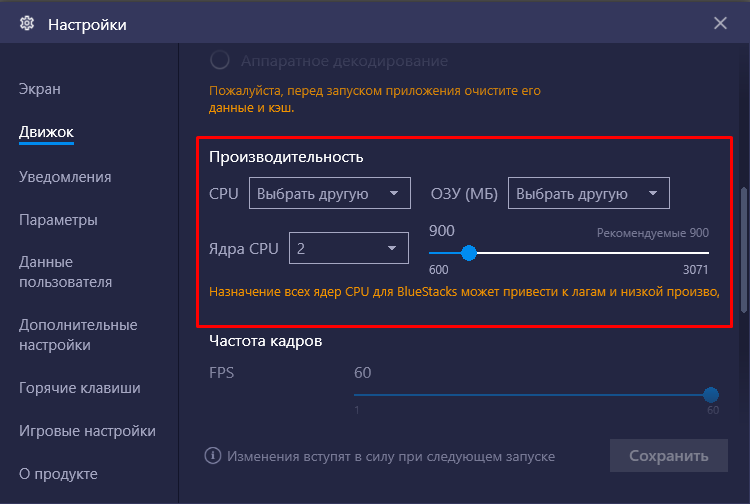 Настройки
Экран
Движок
Уведомления
Параметры
Данные
пользователя
Дополнительные
настройки
Горячие клавиши
Игровые настройки
О продукте
Аппаратное декодирование
Пожалуйста, перед запуском приложения очистите его
данные и кэш.
Производительность
CPU Выбрать другую ОЗУ (МБ) Выбрать другую
Ядра CPU 2 900 Рекомендуемые 900
600 3071
Назначение всех ядер CPU для BlueStacks может привести к лагам и низкой произво
Частота кадров
FPS 60
1 60
Изменения вступят в силу при следующем запуске
Сохранить